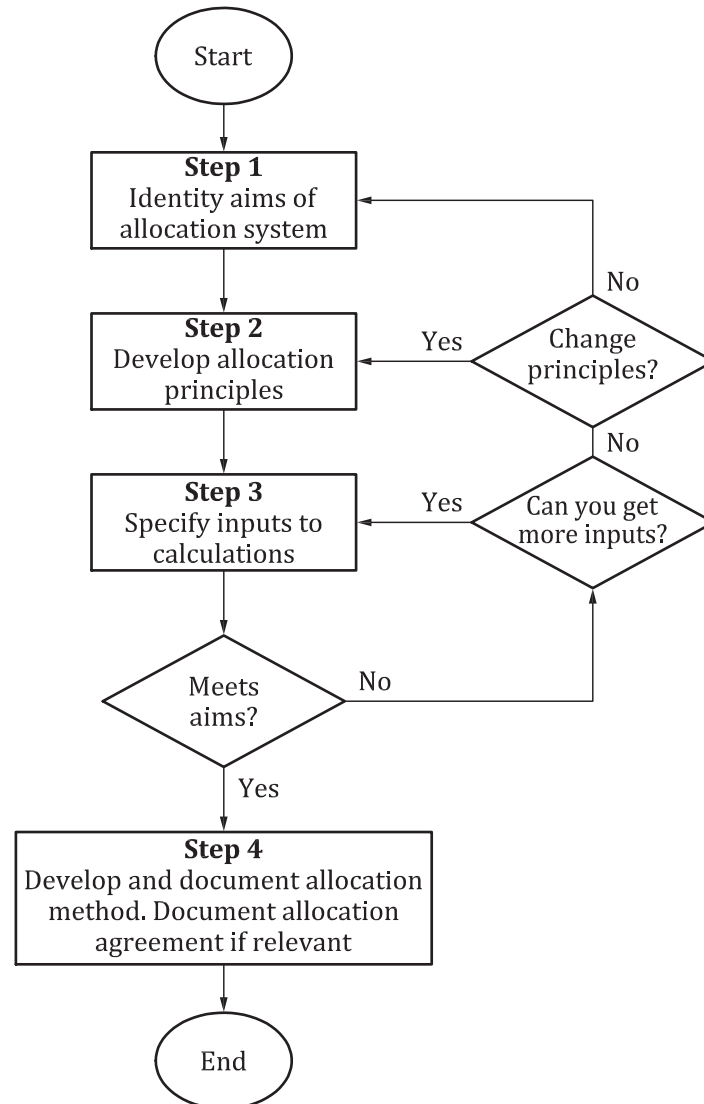 Start
Step 1
Identity aims of
allocation system
No
Step 2
Develop allocation
principles
Yes
Change
principles?
No
Step 3
Specify inputs to
calculations
Yes
Can you get
more inputs?
Meets
aims?
No
Yes
Step 4
Develop and document allocation
method. Document allocation
agreement if relevant
End